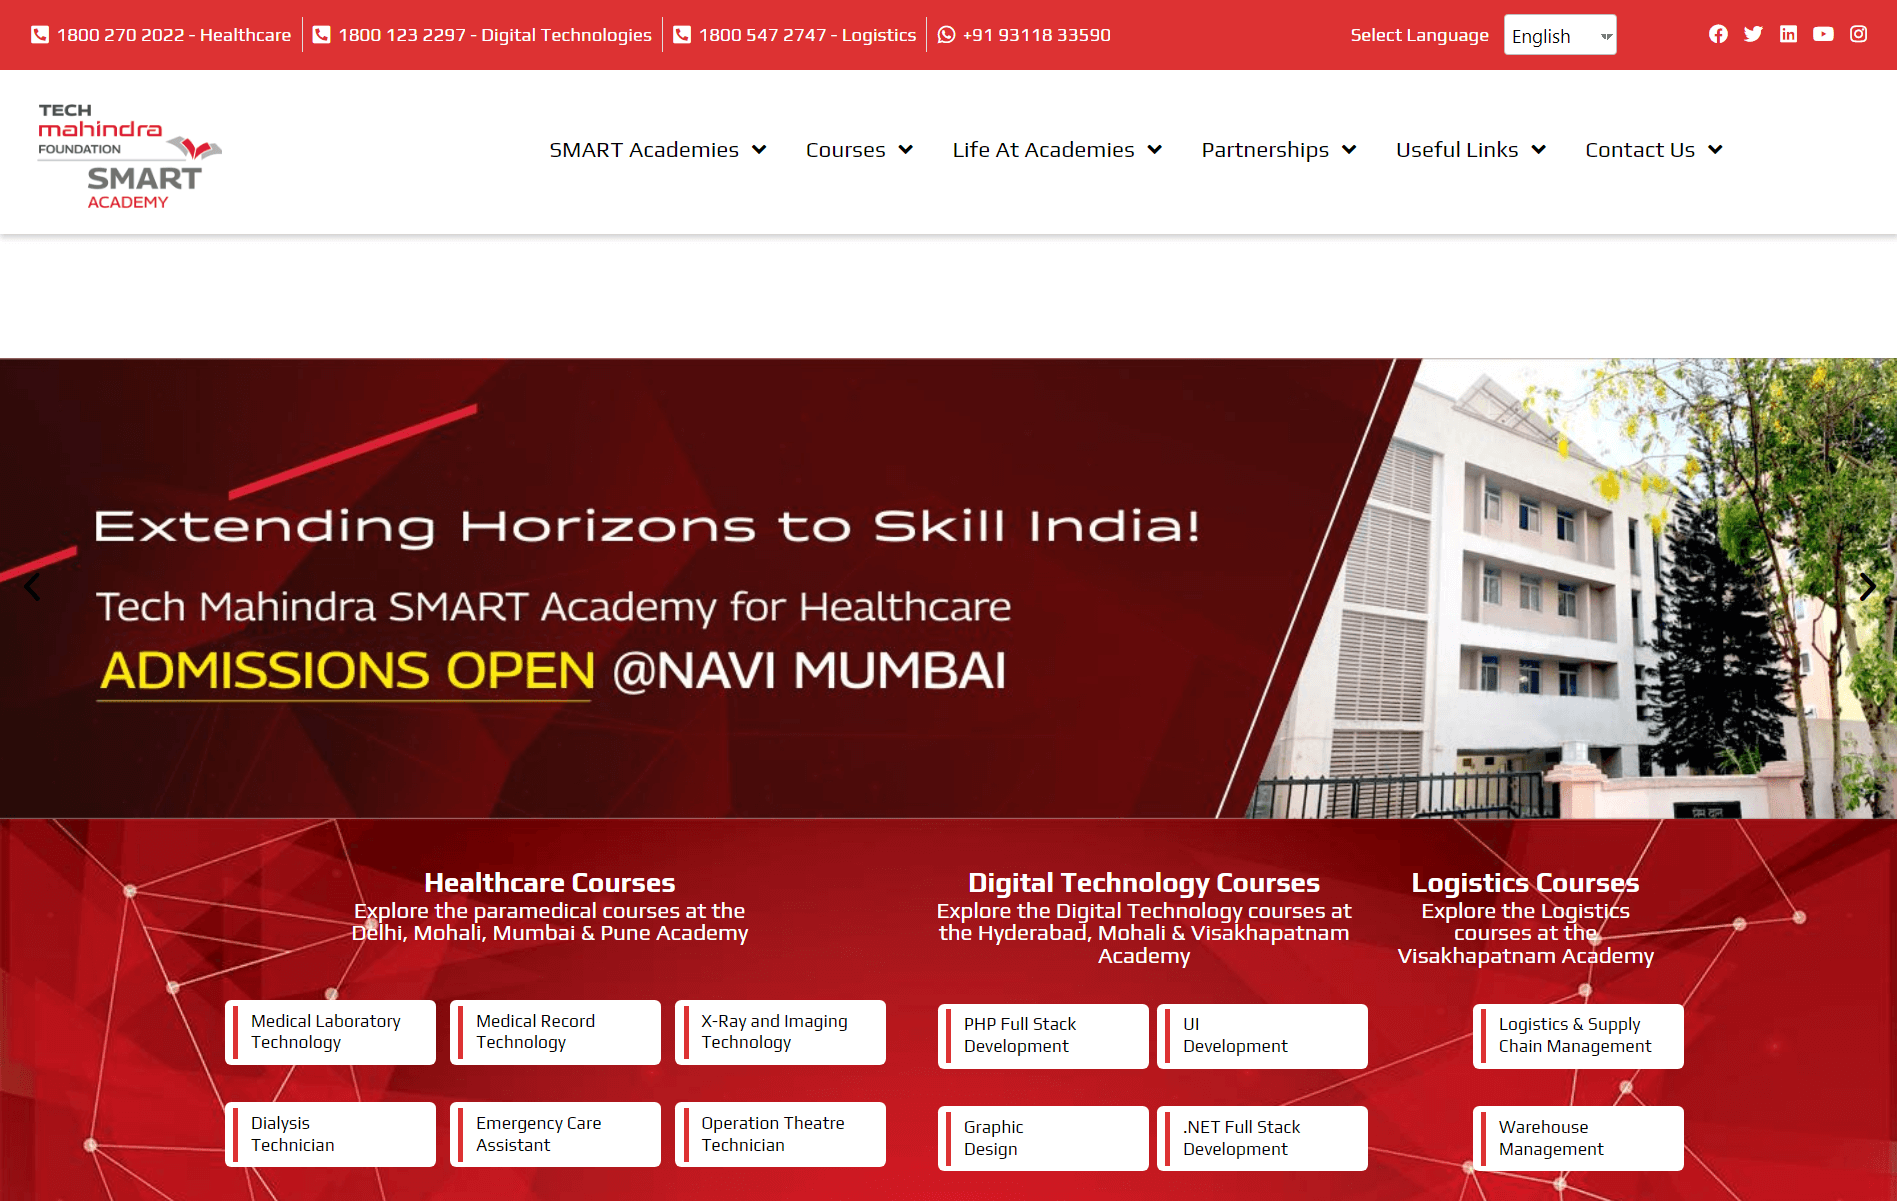 1800 270 2022 - Healthcare
1800 123 2297 - Digital Technologies
1800 547 2747 - Logistics
+91 93118 33590
Select Language
English
TECH
mahindra
FOUNDATION
SMART
ACADEMY
SMART Academies
Courses
Life At Academies
Partnerships
Useful Links
Contact Us
Extending Horizons to Skill India!
Tech Mahindra SMART Academy for Healthcare
ADMISSIONS OPEN @NAVI MUMBAI
प्रेम दान
Healthcare Courses
Explore the paramedical courses at the
Delhi, Mohali, Mumbai & Pune Academy
Medical Laboratory
Technology
Medical Record
Technology
X-Ray and Imaging
Technology
Dialysis
Technician
Emergency Care
Assistant
Operation Theatre
Technician
Digital Technology Courses
Explore the Digital Technology courses at
the Hyderabad, Mohali & Visakhapatnam
Academy
PHP Full Stack
Development
UI
Development
Graphic
Design
.NET Full Stack
Development
Logistics Courses
Explore the Logistics
courses at the
Visakhapatnam Academy
Logistics & Supply
Chain Management
Warehouse
Management